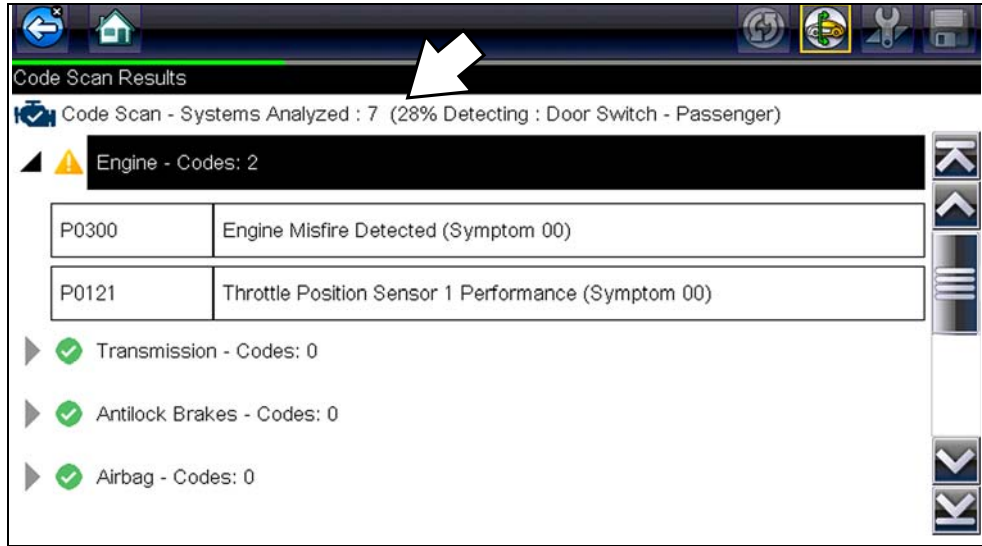 Code Scan Results
Code Scan - Systems Analyzed : 7 (28% Detecting : Door Switch - Passenger)
Engine - Codes: 2
P0300 Engine Misfire Detected (Symptom 00)
P0121 Throttle Position Sensor 1 Performance (Symptom 00)
Transmission - Codes: 0
Antilock Brakes - Codes: 0
Airbag - Codes: 0